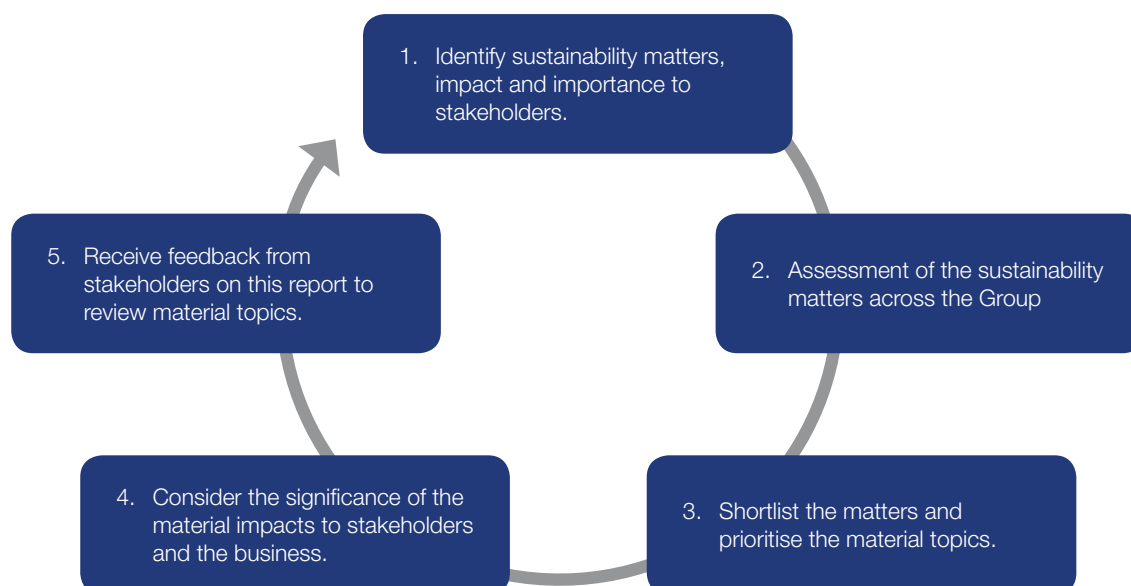 1. Identify sustainability matters,
impact and importance to
stakeholders.
2. Assessment of the sustainability
matters across the Group
3. Shortlist the matters and
prioritise the material topics.
4. Consider the significance of the
material impacts to stakeholders
and the business.
5. Receive feedback from
stakeholders on this report to
review material topics.